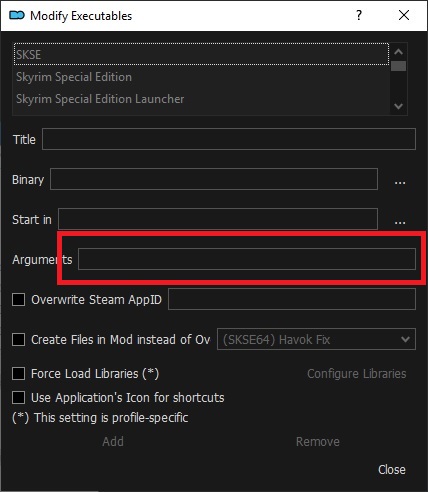 Modify Executables
SKSE
Skyrim Special Edition
Skyrim Special Edition Launcher
Title
Binary ...
Start in ...
Arguments
Overwrite Steam AppID
Create Files in Mod instead of Ov (SKSE64) Havok Fix
Force Load Libraries (*) Configure Libraries
Use Application's Icon for shortcuts
(*) This setting is profile-specific
Add Remove
Close